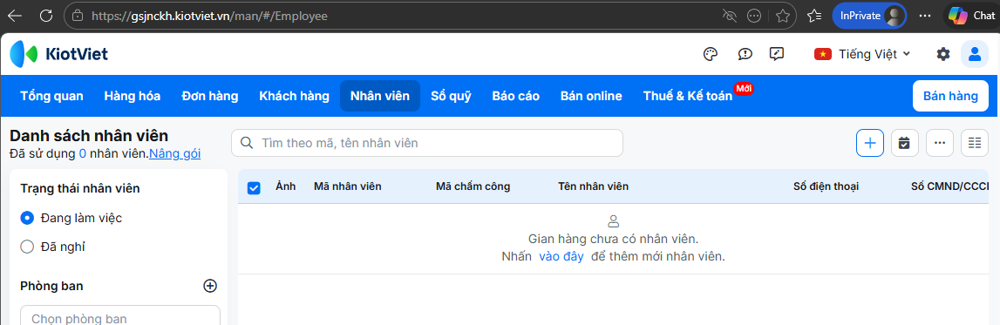 https://gsjnckh.kiotviet.vn/man/#/Employee
InPrivate
Chat
KiotViet
Tiếng Việt
Tổng quan Hàng hóa Đơn hàng Khách hàng Nhân viên Sổ quỹ Báo cáo Bán online Thuế & Kế toán Mới Bán hàng
Danh sách nhân viên
Đã sử dụng 0 nhân viên.Nâng gói
Tìm theo mã, tên nhân viên
Trạng thái nhân viên
Đang làm việc
Đã nghỉ
Phòng ban
Chọn phòng ban
Ảnh Mã nhân viên Mã chấm công Tên nhân viên Số điện thoại Số CMND/CCCD
Gian hàng chưa có nhân viên.
Nhấn vào đây để thêm mới nhân viên.